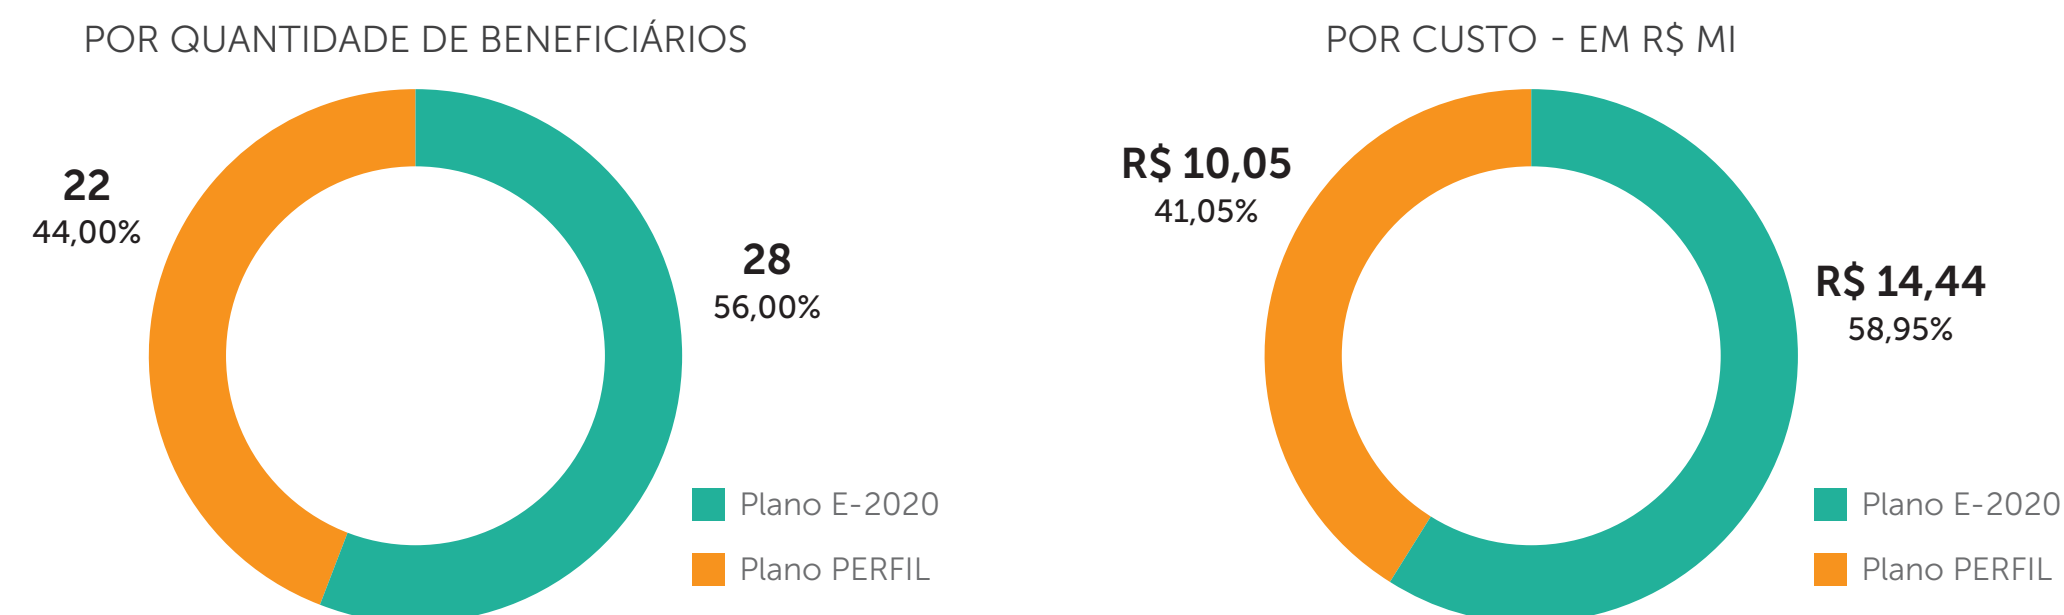 POR QUANTIDADE DE BENEFICIÁRIOS
22
44,00%
28
56,00%
Plano E-2020
Plano PERFIL
POR CUSTO - EM R$ MI
R$ 10,05
41,05%
R$ 14,44
58,95%
Plano E-2020
Plano PERFIL